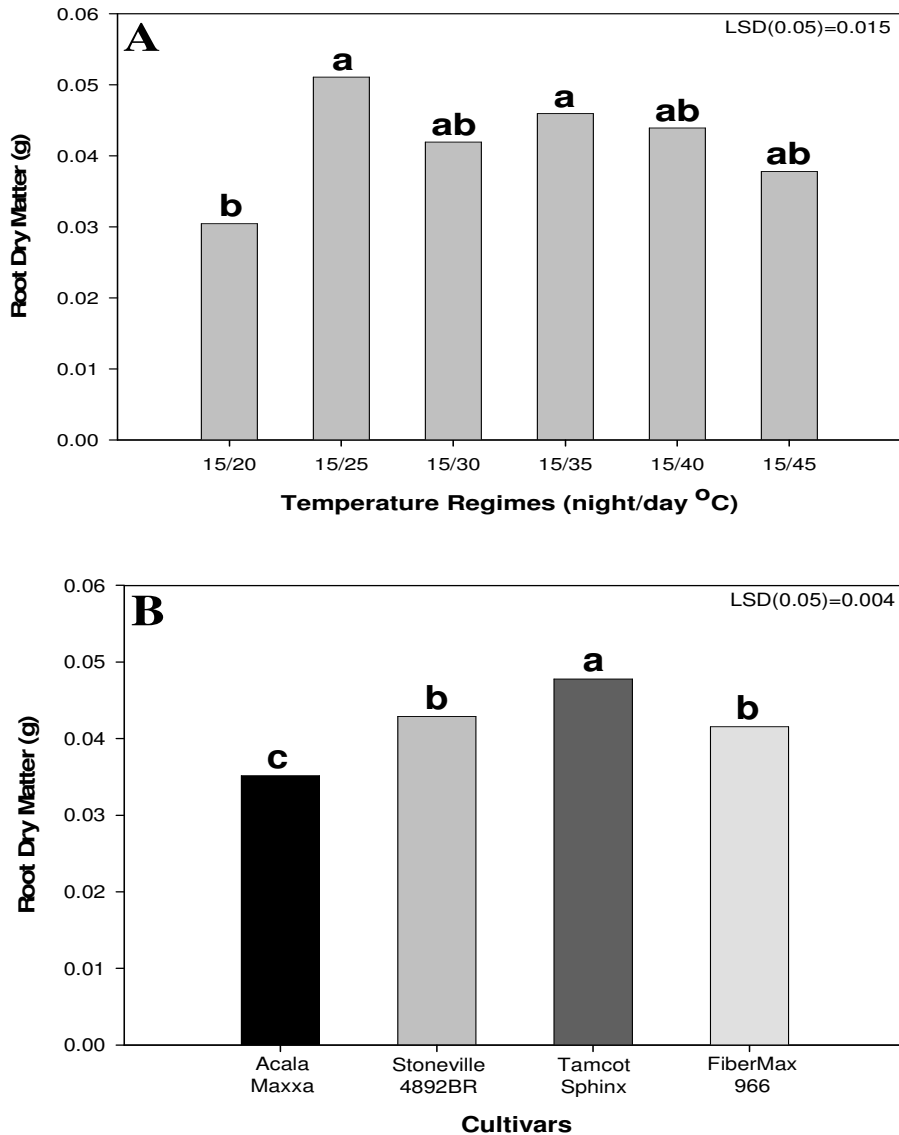 A
LSD(0.05)=0.015
Root Dry Matter (g)
0.06
0.05
0.04
0.03
0.02
0.01
0.00
b
a
ab
a
ab
ab
15/20 15/25 15/30 15/35 15/40 15/45
Temperature Regimes (night/day °C)
B
LSD(0.05)=0.004
Root Dry Matter (g)
0.06
0.05
0.04
0.03
0.02
0.01
0.00
c
b
a
b
Acala
Maxxa
Stoneville
4892BR
Tamcot
Sphinx
FiberMax
966
Cultivars